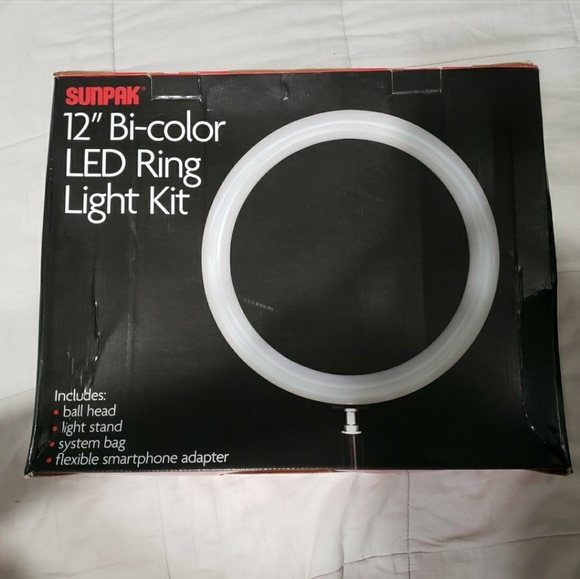 SUNPAK®
12" Bi-color
LED Ring
Light Kit
Includes:
• ball head
• light stand
• system bag
• flexible smartphone adapter